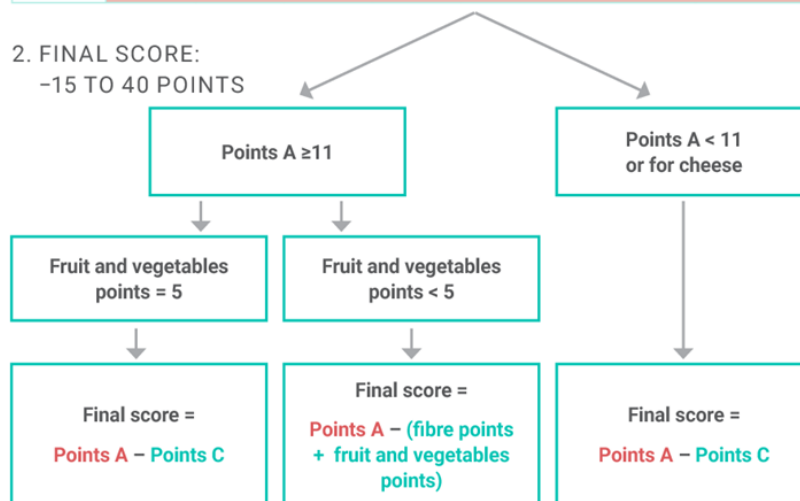 2. FINAL SCORE:
−15 TO 40 POINTS
Points A ≥11
Points A < 11
or for cheese
Fruit and vegetables
points = 5
Fruit and vegetables
points < 5
Final score =
Points A – Points C
Final score =
Points A – (fibre points
+ fruit and vegetables
points)
Final score =
Points A – Points C